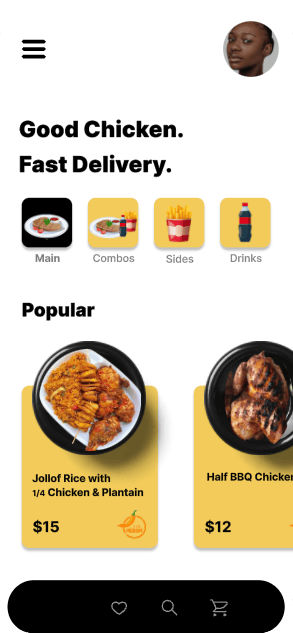 Good Chicken.
Fast Delivery.
Main
Combos
Sides
Drinks
Popular
Jollof Rice with
1/4 Chicken & Plantain
$15
Half BBQ Chicken
$12